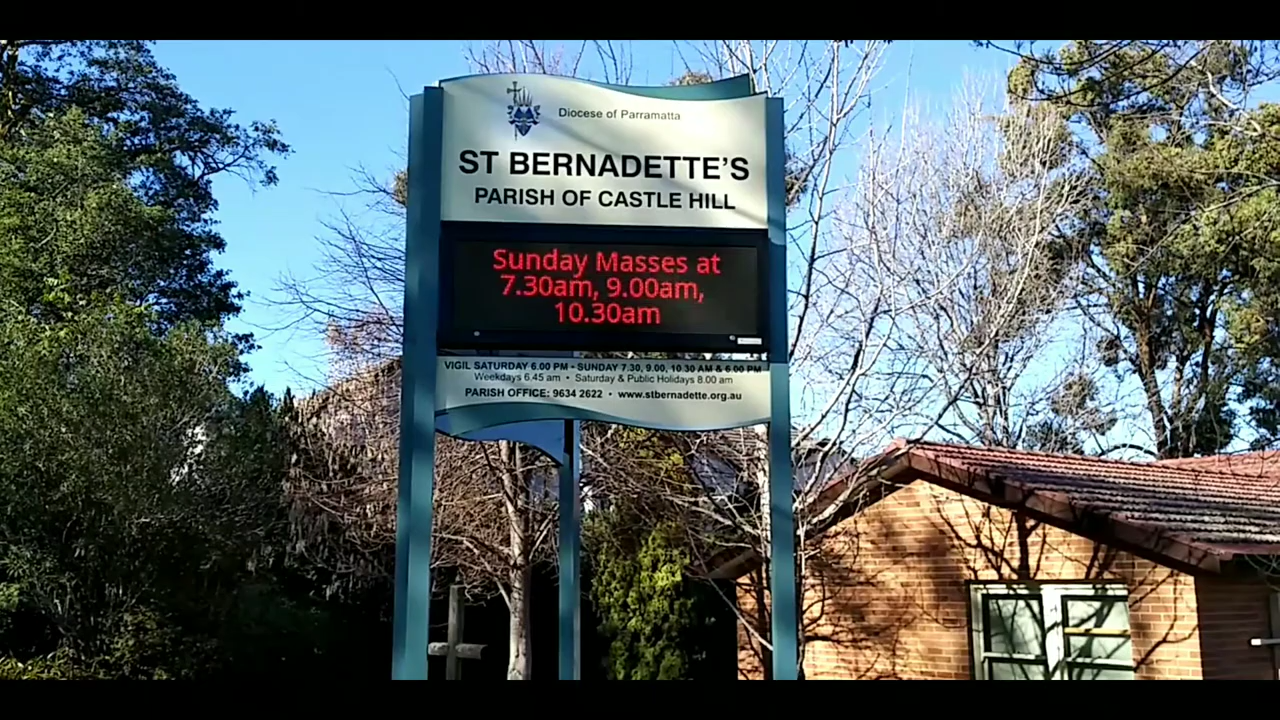 Diocese of Parramatta
ST BERNADETTE'S
PARISH OF CASTLE HILL
Sunday Masses at
7.30am, 9.00am,
10.30am
VIGIL SATURDAY 6.00 PM - SUNDAY 7.30, 9.00, 10.30 AM & 6.00 PM
Weekdays 6.45 am • Saturday & Public Holidays 8.00 am
PARISH OFFICE: 9634 2622 • www.stbernadette.org.au